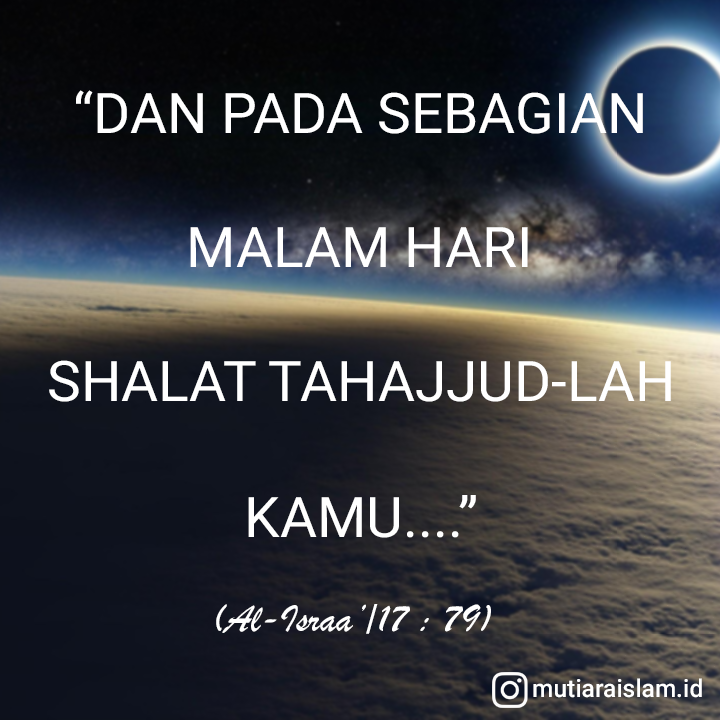 “DAN PADA SEBAGIAN
MALAM HARI
SHALAT TAHAJJUD-LAH
KAMU....”
(Al-Israa'/17 : 79)
mutiaraislam.id